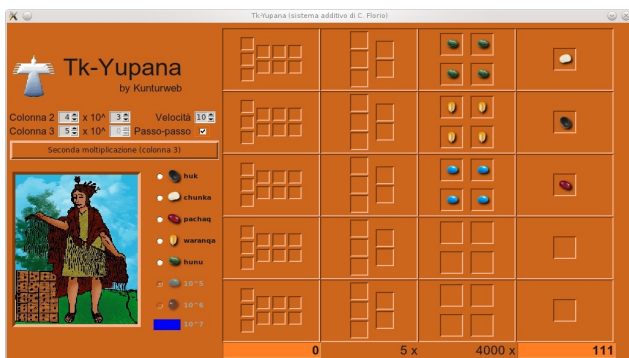 Tk-Yupana (sistema additivo di C. Florio)
Tk-Yupana
by Kunturweb
Colonna 2 4 x 10^ 3 Velocità 10
Colonna 3 5 x 10^ 0 Passo-passo
Seconda moltiplicazione (colonna 3)
huk
chunka
pachaq
waranqa
hunu
10^5
10^6
10^7
0 5 x 4000 x 111